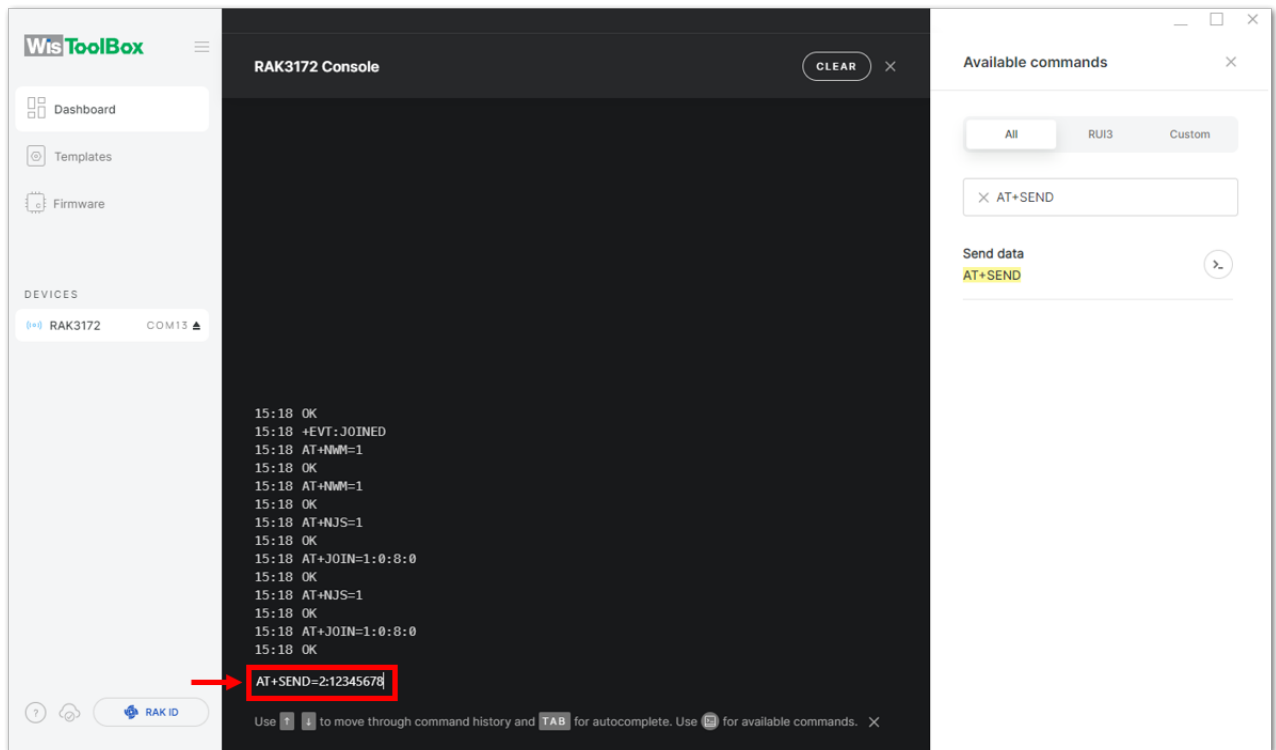 WisToolBox
Dashboard
Templates
Firmware
DEVICES
RAK3172 COM13
?
RAK ID
RAK3172 Console
CLEAR
15:18 OK
15:18 +EVT:JOINED
15:18 AT+NWM=1
15:18 OK
15:18 AT+NWM=1
15:18 OK
15:18 AT+NJS=1
15:18 OK
15:18 AT+JOIN=1:0:8:0
15:18 OK
15:18 AT+NJS=1
15:18 OK
15:18 AT+JOIN=1:0:8:0
15:18 OK
AT+SEND=2:12345678
Use ↑ ↓ to move through command history and TAB for autocomplete. Use for available commands.
Available commands
All RUI3 Custom
AT+SEND
Send data
AT+SEND